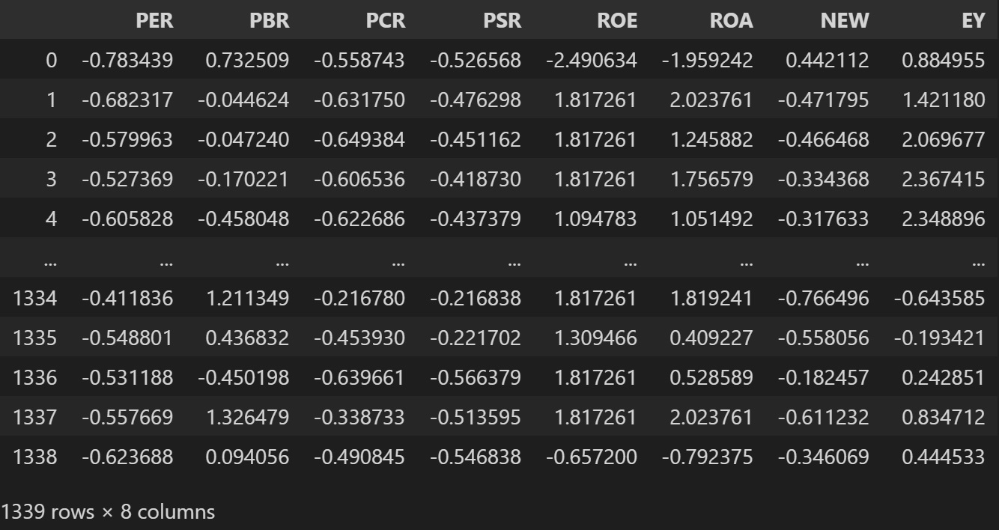 PER PBR PCR PSR ROE ROA NEW EY
0 -0.783439 0.732509 -0.558743 -0.526568 -2.490634 -1.959242 0.442112 0.884955
1 -0.682317 -0.044624 -0.631750 -0.476298 1.817261 2.023761 -0.471795 1.421180
2 -0.579963 -0.047240 -0.649384 -0.451162 1.817261 1.245882 -0.466468 2.069677
3 -0.527369 -0.170221 -0.606536 -0.418730 1.817261 1.756579 -0.334368 2.367415
4 -0.605828 -0.458048 -0.622686 -0.437379 1.094783 1.051492 -0.317633 2.348896
... ... ... ... ... ... ... ... ...
1334 -0.411836 1.211349 -0.216780 -0.216838 1.817261 1.819241 -0.766496 -0.643585
1335 -0.548801 0.436832 -0.453930 -0.221702 1.309466 0.409227 -0.558056 -0.193421
1336 -0.531188 -0.450198 -0.639661 -0.566379 1.817261 0.528589 -0.182457 0.242851
1337 -0.557669 1.326479 -0.338733 -0.513595 1.817261 2.023761 -0.611232 0.834712
1338 -0.623688 0.094056 -0.490845 -0.546838 -0.657200 -0.792375 -0.346069 0.444533
1339 rows × 8 columns